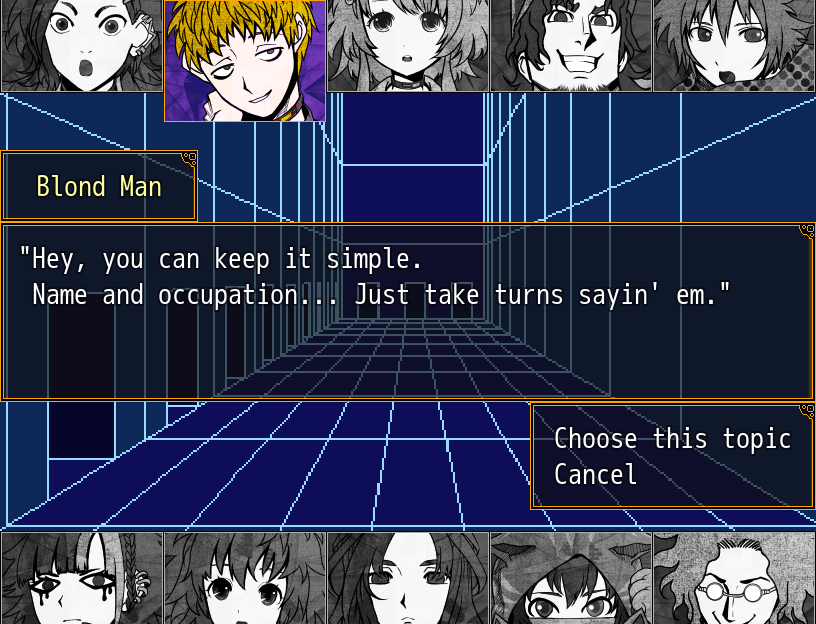 Blond Man
"Hey, you can keep it simple.
Name and occupation... Just take turns sayin' em."
Choose this topic
Cancel